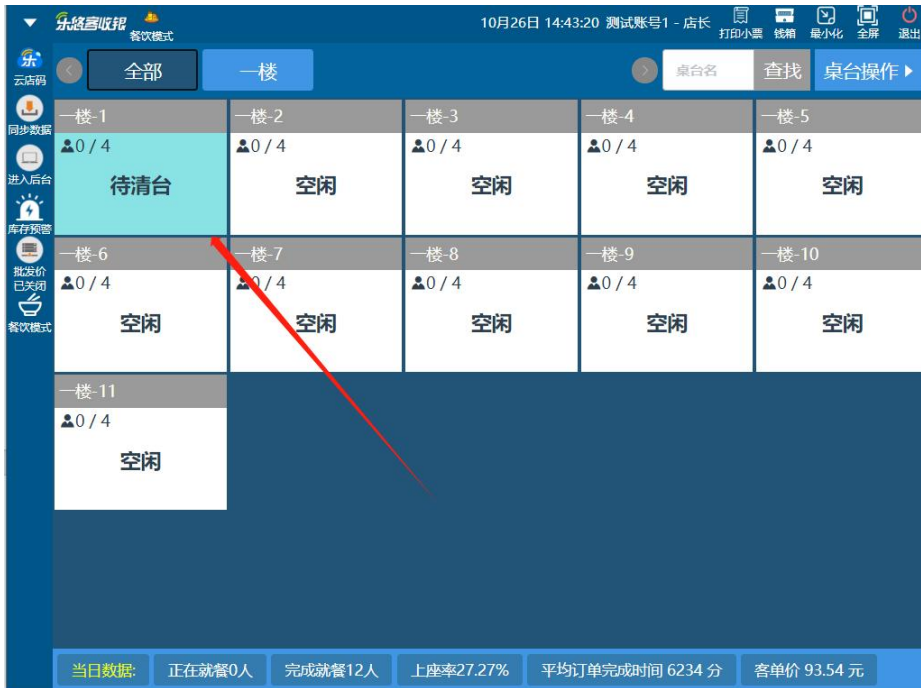 乐络客收银 餐饮模式 10月26日 14:43:20 测试账号1 - 店长 打印小票 钱箱 最小化 全屏 退出
云店码
同步数据
进入后台
库存预警
批发价
已关闭
餐饮模式
全部 一楼 桌台名 查找 桌台操作
一楼-1 一楼-2 一楼-3 一楼-4 一楼-5
0 / 4 0 / 4 0 / 4 0 / 4 0 / 4
待清台 空闲 空闲 空闲 空闲
一楼-6 一楼-7 一楼-8 一楼-9 一楼-10
0 / 4 0 / 4 0 / 4 0 / 4 0 / 4
空闲 空闲 空闲 空闲 空闲
一楼-11
0 / 4
空闲
当日数据: 正在就餐0人 完成就餐12人 上座率27.27% 平均订单完成时间 6234 分 客单价 93.54 元